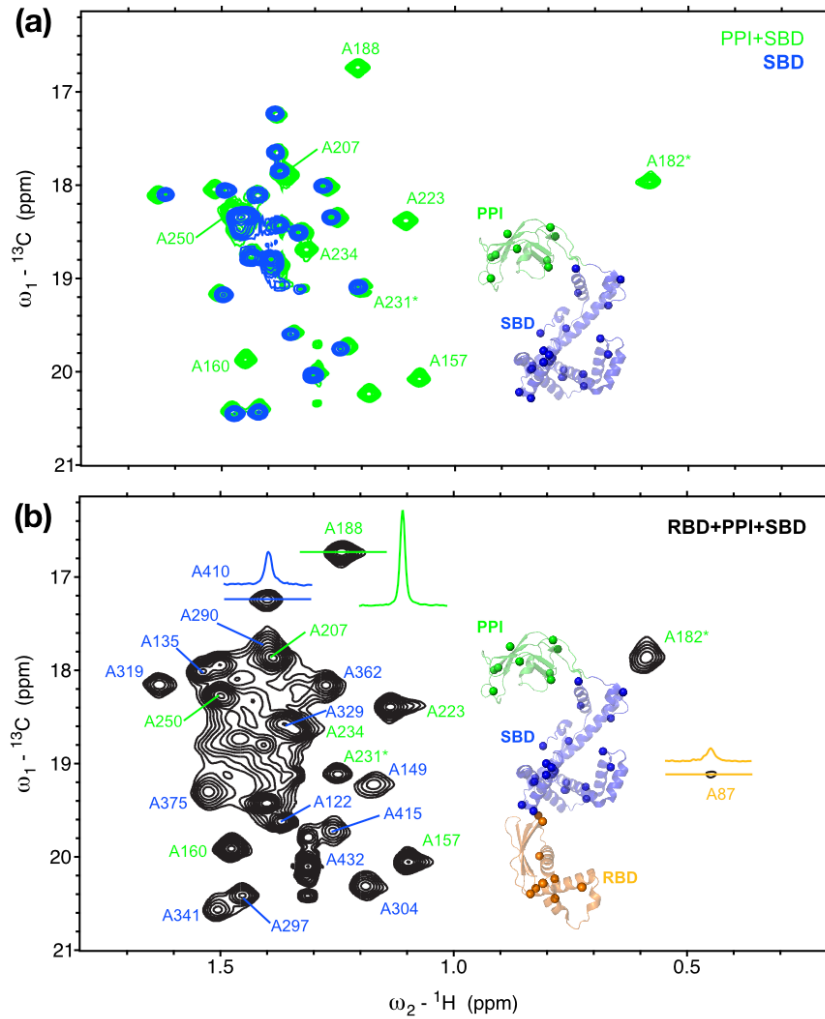 (a)
A188
PPI+SBD
SBD
17
A207
A182*
18
A223
PPI
A250
A234
19
A231*
SBD
20
A160
A157
21
ω1 - 13C (ppm)
(b)
A188
RBD+PPI+SBD
17
A410
A290
A207
PPI
A182*
A135
18
A319
A362
A250
A329
A223
A234
SBD
A231*
19
A149
A375
A122
A87
A415
20
A160
A157
A432
RBD
A341
A297
A304
21
ω1 - 13C (ppm)
1.5
1.0
0.5
ω2 - 1H (ppm)